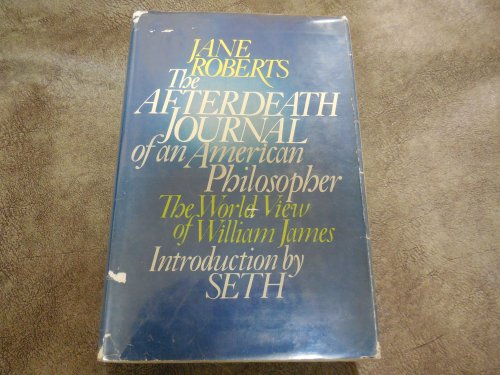 JANE
ROBERTS
The
AFTERDEATH
JOURNAL
of an American
Philosopher
The World View
of William James
Introduction by
SETH